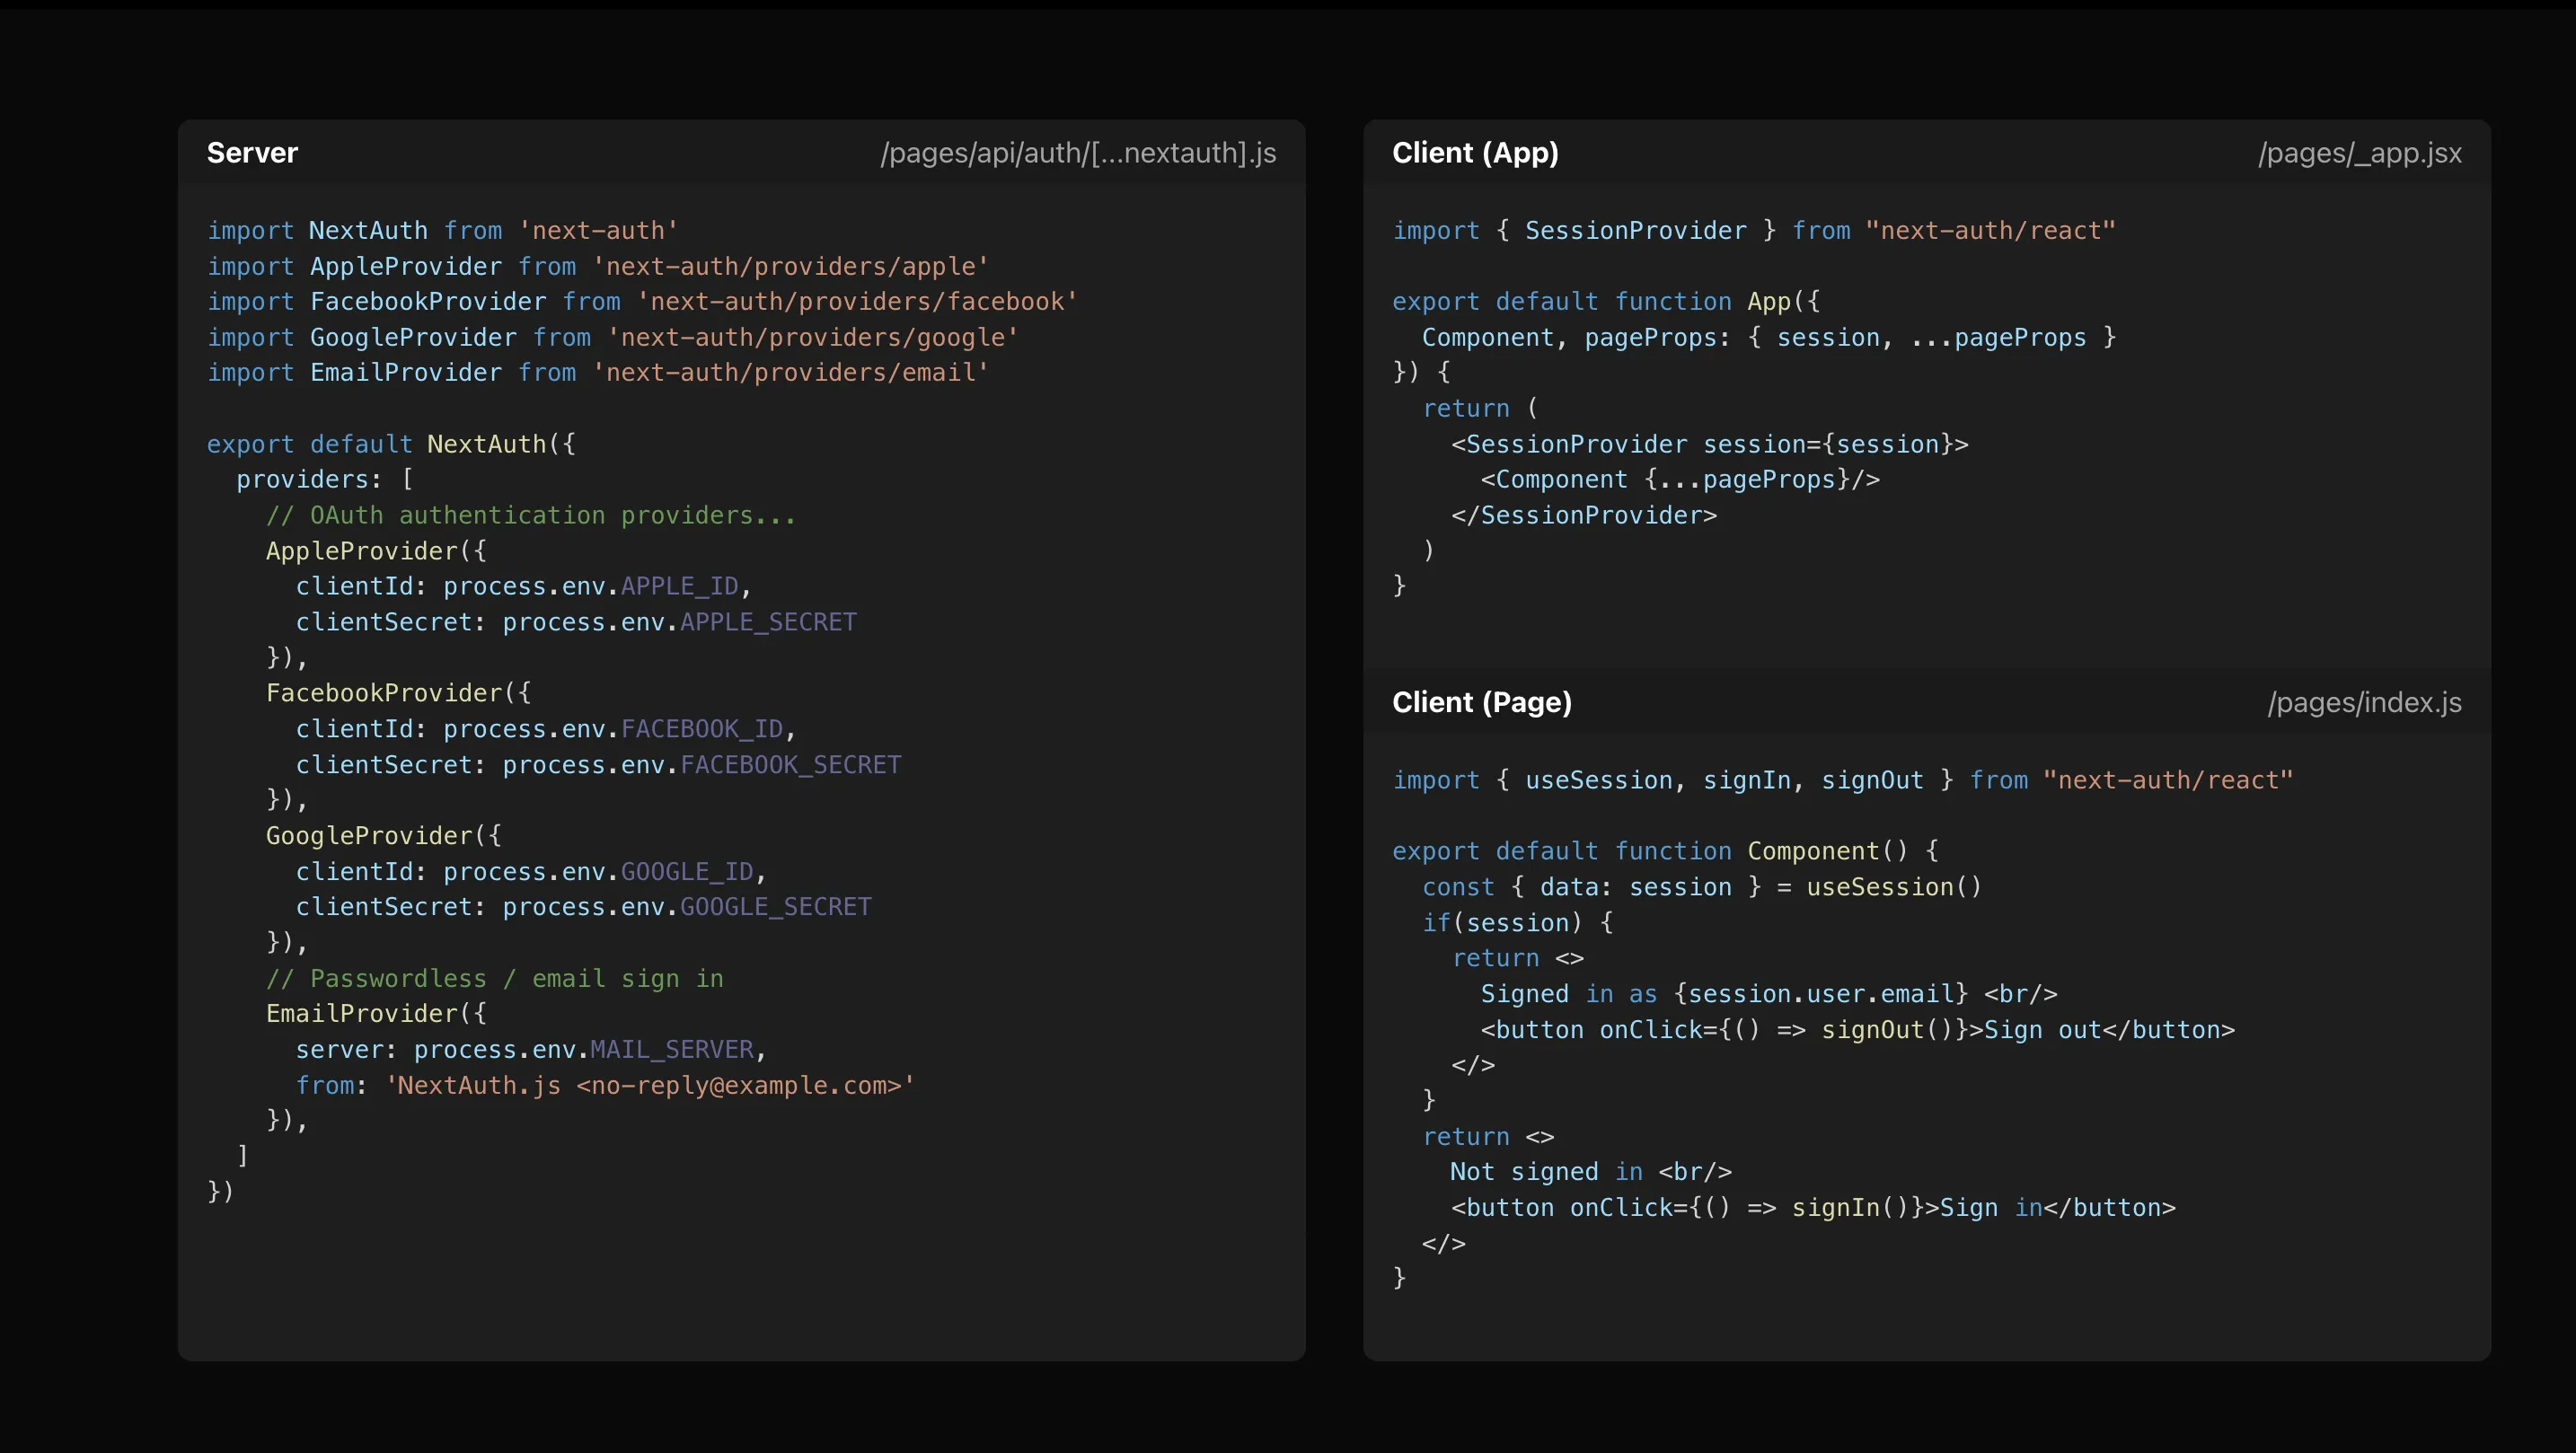 Server
/pages/api/auth/[...nextauth].js
import NextAuth from 'next-auth'
import AppleProvider from 'next-auth/providers/apple'
import FacebookProvider from 'next-auth/providers/facebook'
import GoogleProvider from 'next-auth/providers/google'
import EmailProvider from 'next-auth/providers/email'
export default NextAuth({
  providers: [
    // OAuth authentication providers...
    AppleProvider({
      clientId: process.env.APPLE_ID,
      clientSecret: process.env.APPLE_SECRET
    }),
    FacebookProvider({
      clientId: process.env.FACEBOOK_ID,
      clientSecret: process.env.FACEBOOK_SECRET
    }),
    GoogleProvider({
      clientId: process.env.GOOGLE_ID,
      clientSecret: process.env.GOOGLE_SECRET
    }),
    // Passwordless / email sign in
    EmailProvider({
      server: process.env.MAIL_SERVER,
      from: 'NextAuth.js <no-reply@example.com>'
    }),
  ]
})
Client (App)
/pages/_app.jsx
import { SessionProvider } from "next-auth/react"
export default function App({
  Component, pageProps: { session, ...pageProps }
}) {
  return (
    <SessionProvider session={session}>
      <Component {...pageProps}/>
    </SessionProvider>
  )
}
Client (Page)
/pages/index.js
import { useSession, signIn, signOut } from "next-auth/react"
export default function Component() {
  const { data: session } = useSession()
  if(session) {
    return <>
      Signed in as {session.user.email} <br/>
      <button onClick={() => signOut()}>Sign out</button>
    </>
  }
  return <>
    Not signed in <br/>
    <button onClick={() => signIn()}>Sign in</button>
  </>
}